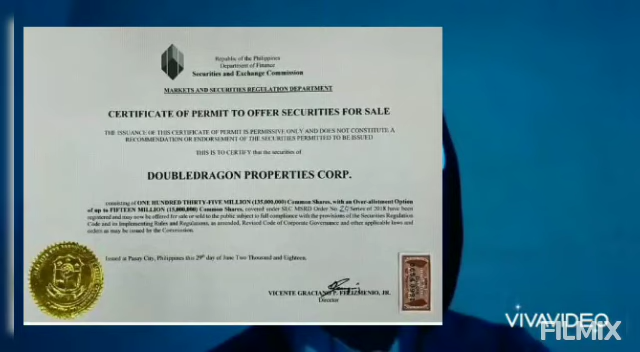 Republic of the Philippines
Department of Finance
Securities and Exchange Commission
MARKETS AND SECURITIES REGULATION DEPARTMENT
CERTIFICATE OF PERMIT TO OFFER SECURITIES FOR SALE
THE ISSUANCE OF THIS CERTIFICATE OF PERMIT IS PERMISSIVE ONLY AND DOES NOT CONSTITUTE A
RECOMMENDATION OR ENDORSEMENT OF THE SECURITIES PERMITTED TO BE ISSUED
THIS IS TO CERTIFY that the securities of
DOUBLEDRAGON PROPERTIES CORP.
consisting of ONE HUNDRED THIRTY-FIVE MILLION (135,000,000) Common Shares, with an Over-allotment Option
of up to FIFTEEN MILLION (15,000,000) Common Shares, covered under SEC MSRD Order No. Series of 2018 have been
registered and may now be offered for sale or sold to the public subject to full compliance with the provisions of the Securities Regulation
Code and its Implementing Rules and Regulations, as amended, Revised Code of Corporate Governance and other applicable laws and
orders as may be issued by the Commission.
Issued at Pasay City, Philippines this 29th day of June Two Thousand and Eighteen.
VICENTE GRACIANO P. FELIZMENIO, JR.
Director
VIVAVIDEO
FILMIX